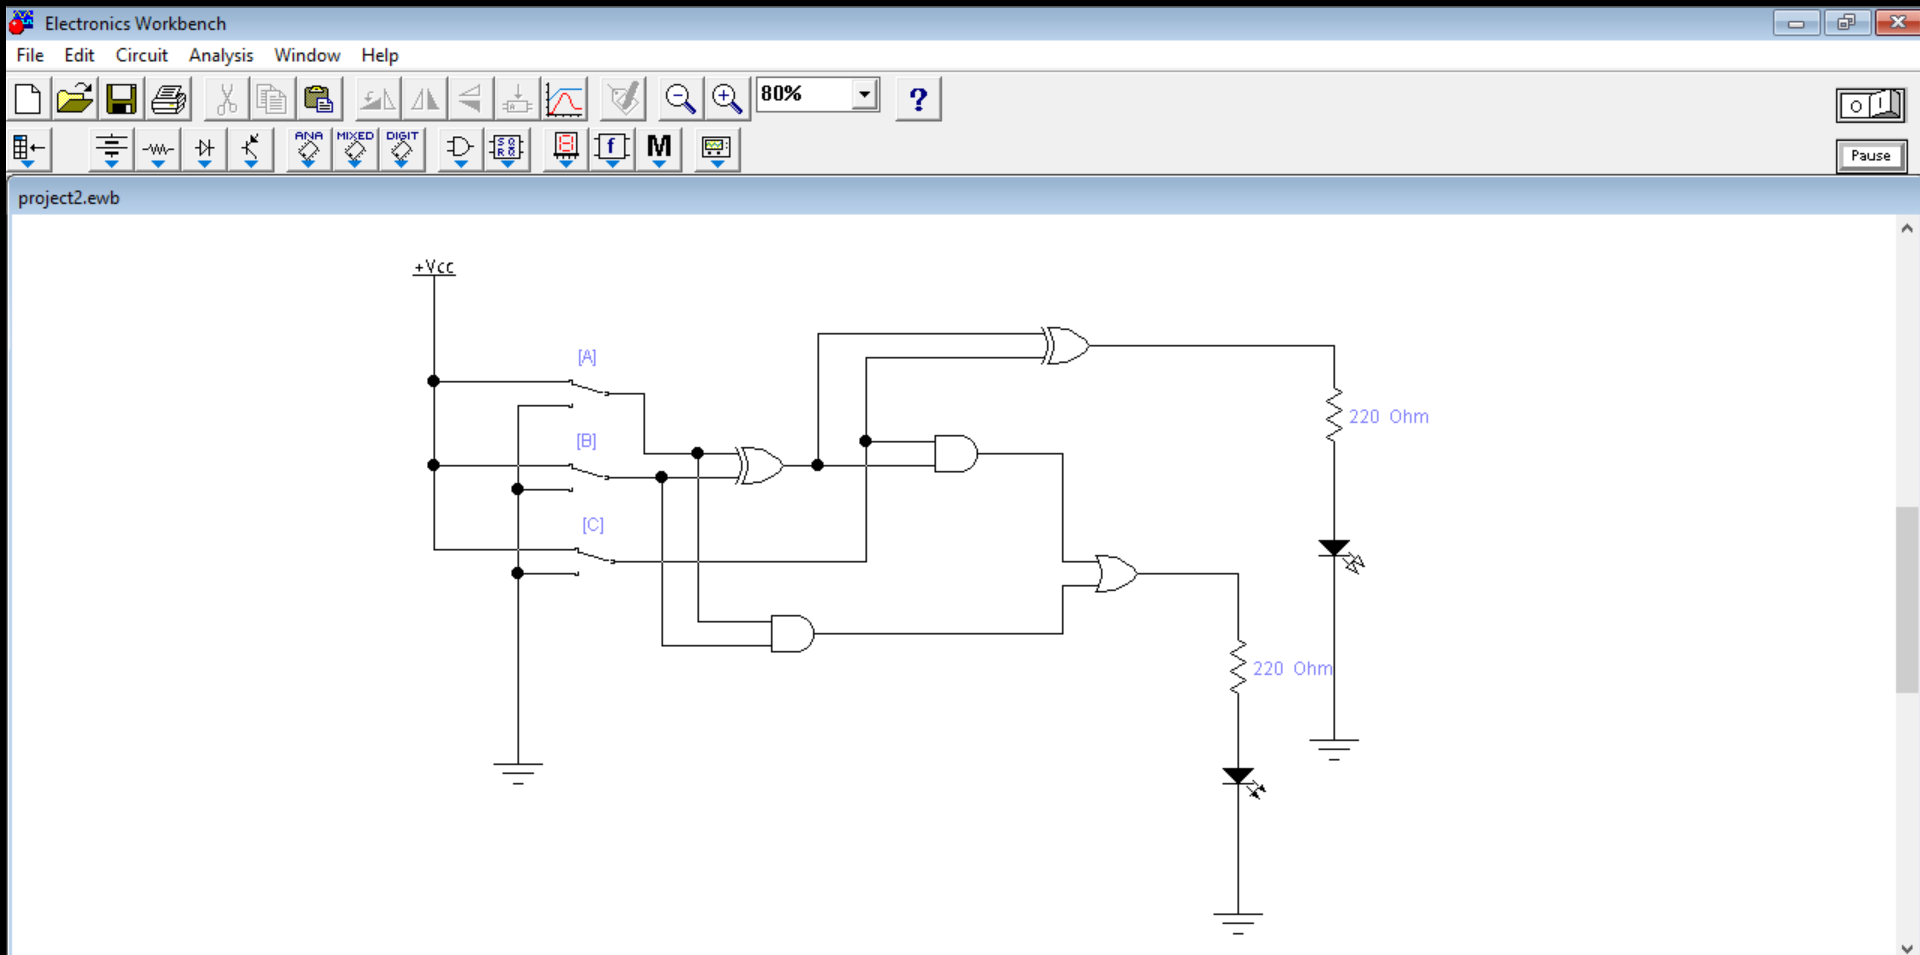 Electronics Workbench
File Edit Circuit Analysis Window Help
80% ?
ANA MIXED DIGIT
f M
Pause
project2.ewb
+Vcc
[A]
220 Ohm
[B]
[C]
220 Ohm